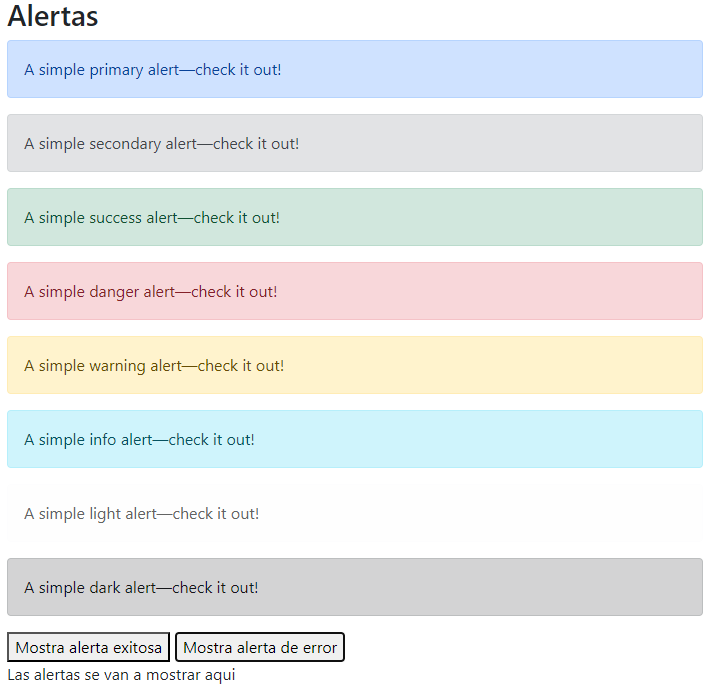 Alertas
A simple primary alert—check it out!
A simple secondary alert—check it out!
A simple success alert—check it out!
A simple danger alert—check it out!
A simple warning alert—check it out!
A simple info alert—check it out!
A simple light alert—check it out!
A simple dark alert—check it out!
Mostra alerta exitosa Mostra alerta de error
Las alertas se van a mostrar aqui